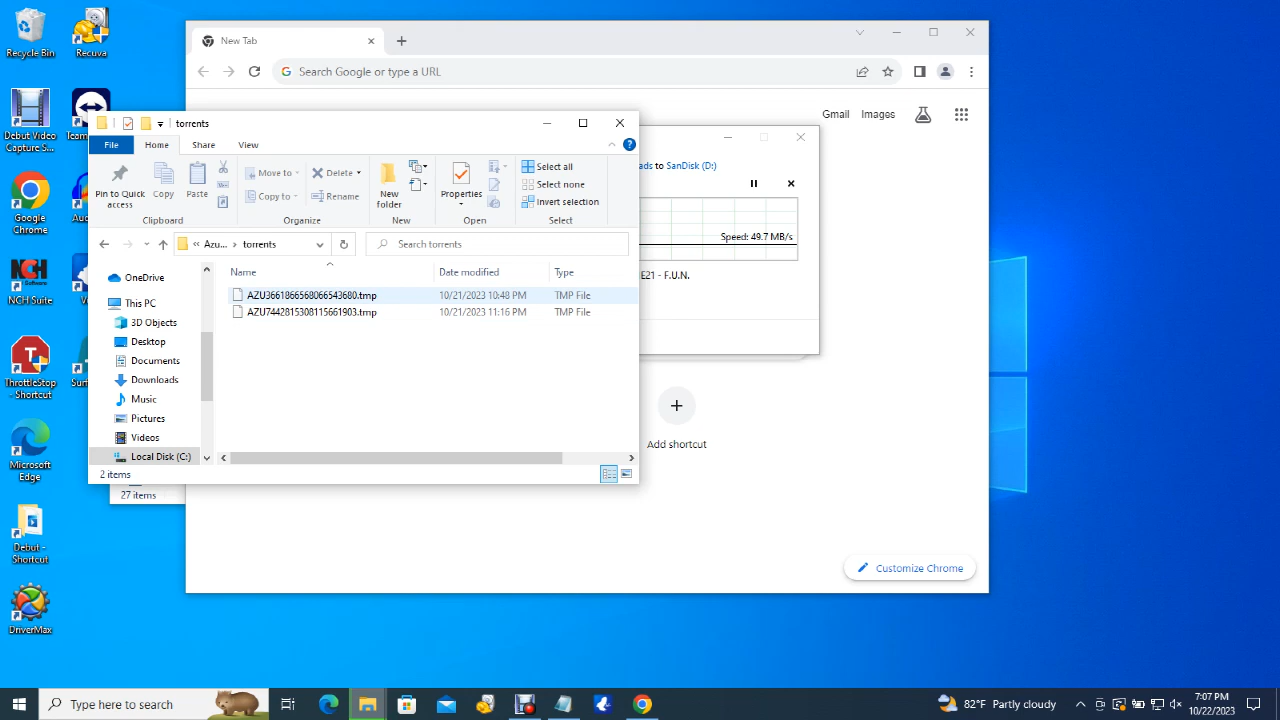 Recycle Bin
Recuva
Debut Video
Capture S...
Team
Google
Chrome
Au
NCH
Software
NCH Suite
ThrottleStop
- Shortcut
Surf
Microsoft
Edge
Debut -
Shortcut
DriverMax
New Tab
Search Google or type a URL
Gmail
Images
torrents
File
Home
Share
View
Pin to Quick
access
Copy
Paste
Clipboard
Move to
Copy to
Delete
Rename
Organize
New
folder
New
Properties
Open
Select all
Select none
Invert selection
Select
« Azu... › torrents
Search torrents
OneDrive
This PC
3D Objects
Desktop
Documents
Downloads
Music
Pictures
Videos
Local Disk (C:)
Name
Date modified
Type
AZU3661866568066543680.tmp
10/21/2023 10:48 PM
TMP File
AZU7442815308115661903.tmp
10/21/2023 11:16 PM
TMP File
2 items
27 items
ads to SanDisk (D:)
Speed: 49.7 MB/s
E21 - F.U.N.
Add shortcut
Customize Chrome
Type here to search
82°F Partly cloudy
7:07 PM
10/22/2023